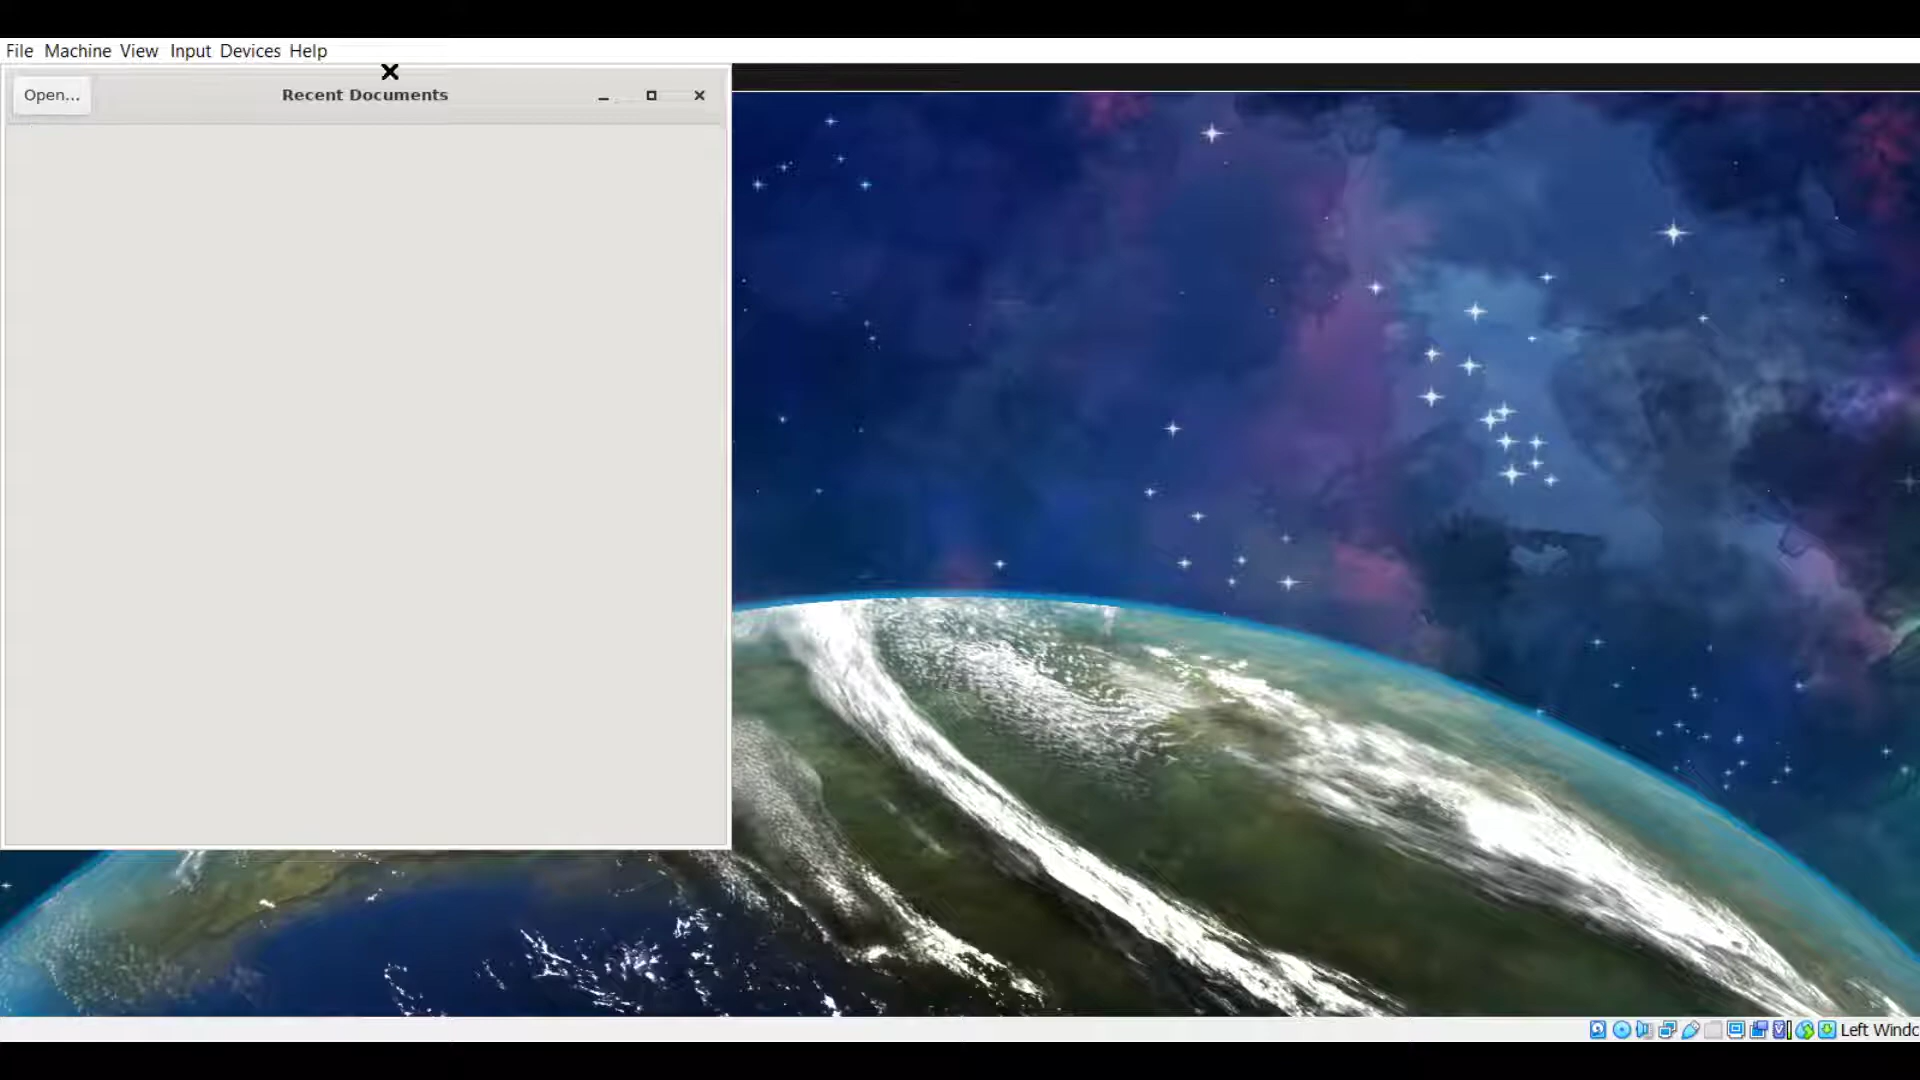 File Machine View Input Devices Help
Open... Recent Documents
Left Windc